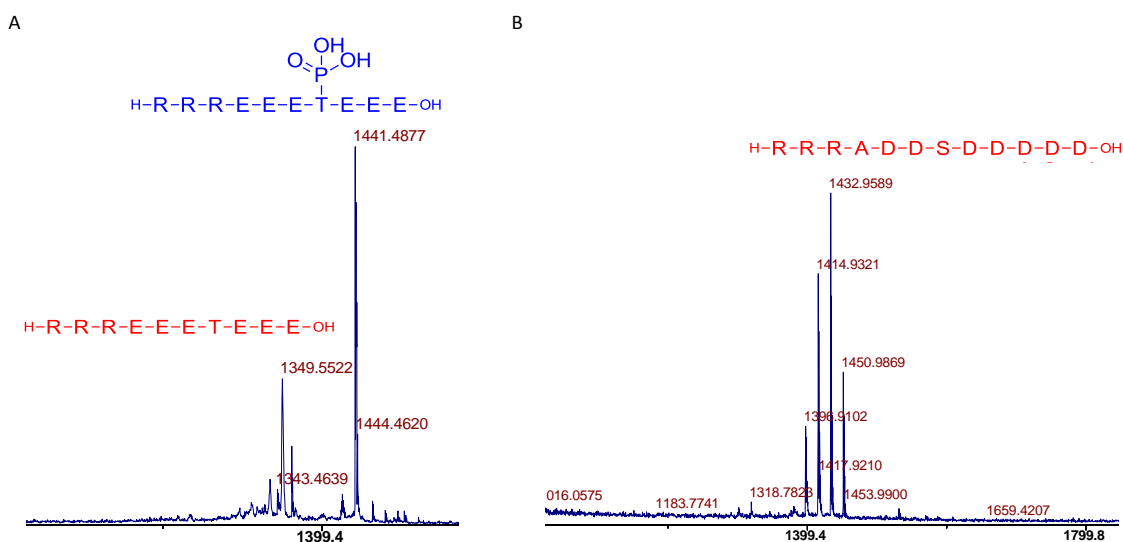 A
OH
O
OH
P
H-R-R-R-E-E-E-T-E-E-E-OH
1441.4877
H-R-R-R-E-E-E-T-E-E-E-OH
1349.5522
1444.4620
1343.4639
1399.4
B
H-R-R-R-A-D-D-S-D-D-D-D-D-OH
1432.9589
1414.9321
1450.9869
1396.9102
1417.9210
1318.7823
1453.9900
016.0575
1183.7741
1659.4207
1399.4
1799.8